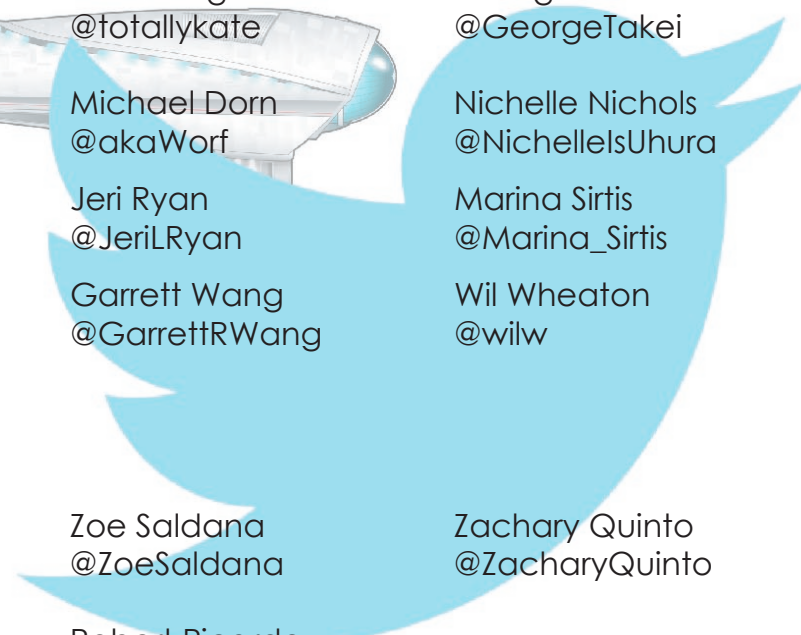 @totallykate
@GeorgeTakei
Michael Dorn
@akaWorf
Nichelle Nichols
@NichelleIsUhura
Jeri Ryan
@JeriLRyan
Marina Sirtis
@Marina_Sirtis
Garrett Wang
@GarrettRWang
Wil Wheaton
@wilw
Zoe Saldana
@ZoeSaldana
Zachary Quinto
@ZacharyQuinto